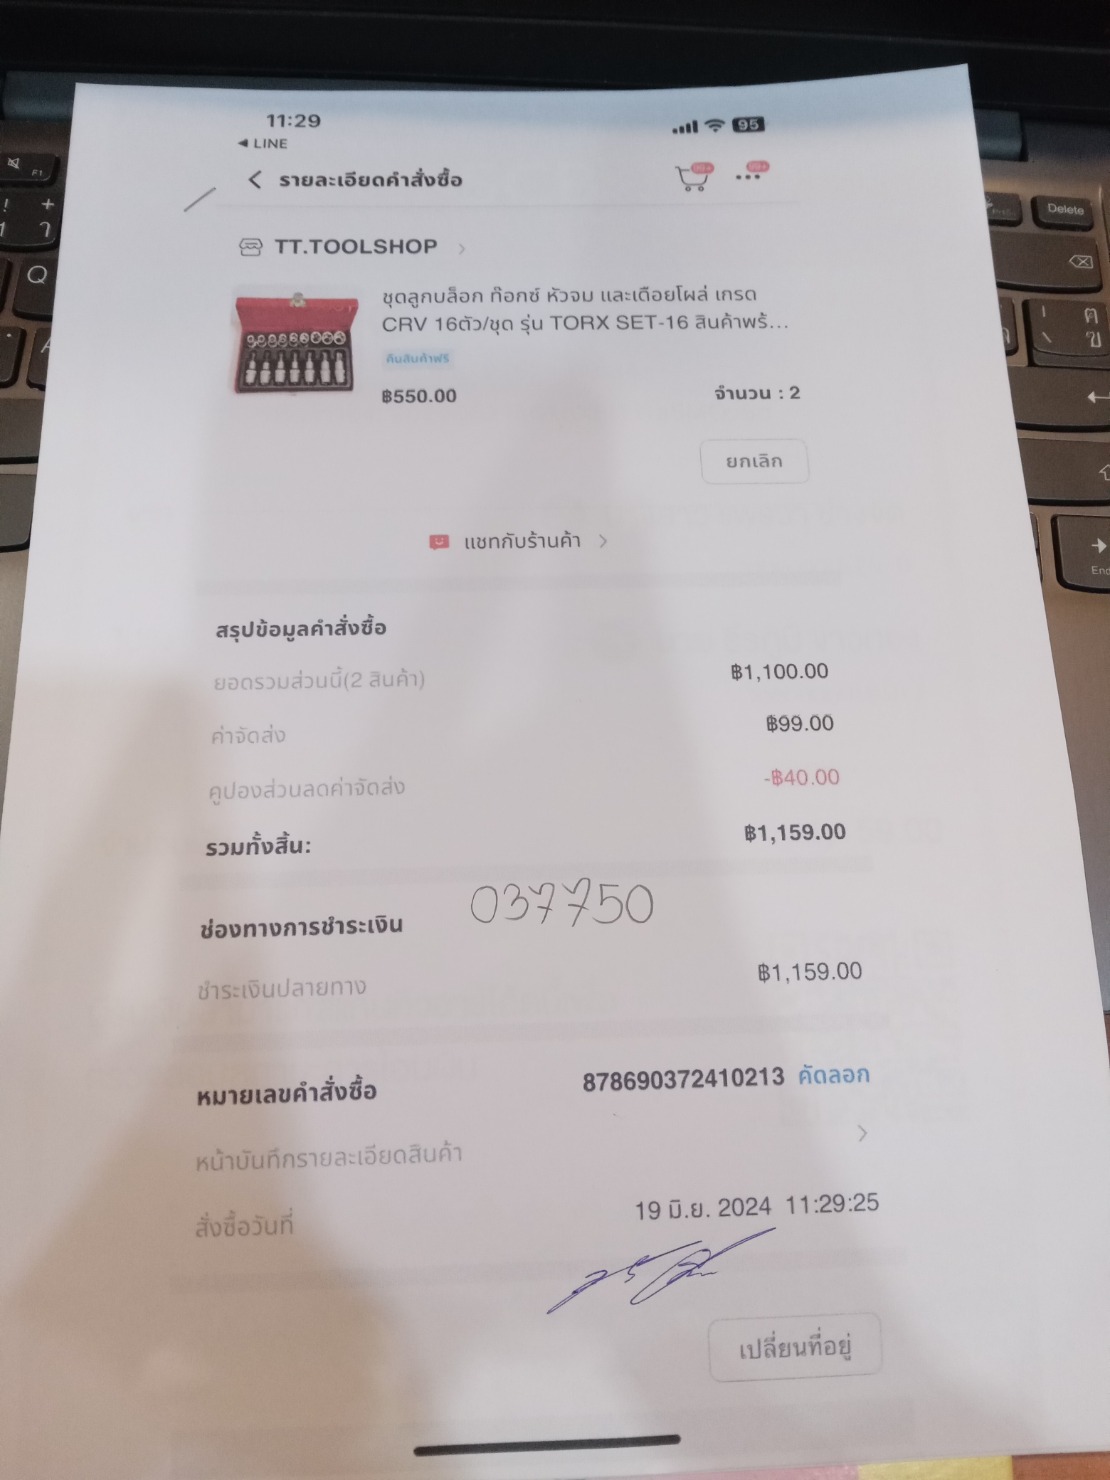 11:29
95
◀ LINE
รายละเอียดคำสั่งซื้อ
TT.TOOLSHOP
ชุดลูกบล็อก ท๊อกซ์ หัวจม และเดือยโผล่ เกรด
CRV 16ตัว/ชุด รุ่น TORX SET-16 สินค้าพร้...
คืนสินค้าฟรี
฿550.00
จำนวน : 2
ยกเลิก
แชทกับร้านค้า
สรุปข้อมูลคำสั่งซื้อ
ยอดรวมส่วนนี้(2 สินค้า) ฿1,100.00
ค่าจัดส่ง ฿99.00
คูปองส่วนลดค่าจัดส่ง -฿40.00
รวมทั้งสิ้น: ฿1,159.00
037750
ช่องทางการชำระเงิน
ชำระเงินปลายทาง ฿1,159.00
หมายเลขคำสั่งซื้อ 878690372410213 คัดลอก
หน้าบันทึกรายละเอียดสินค้า
สั่งซื้อวันที่ 19 มิ.ย. 2024 11:29:25
เปลี่ยนที่อยู่
Delete
F1
Q
End